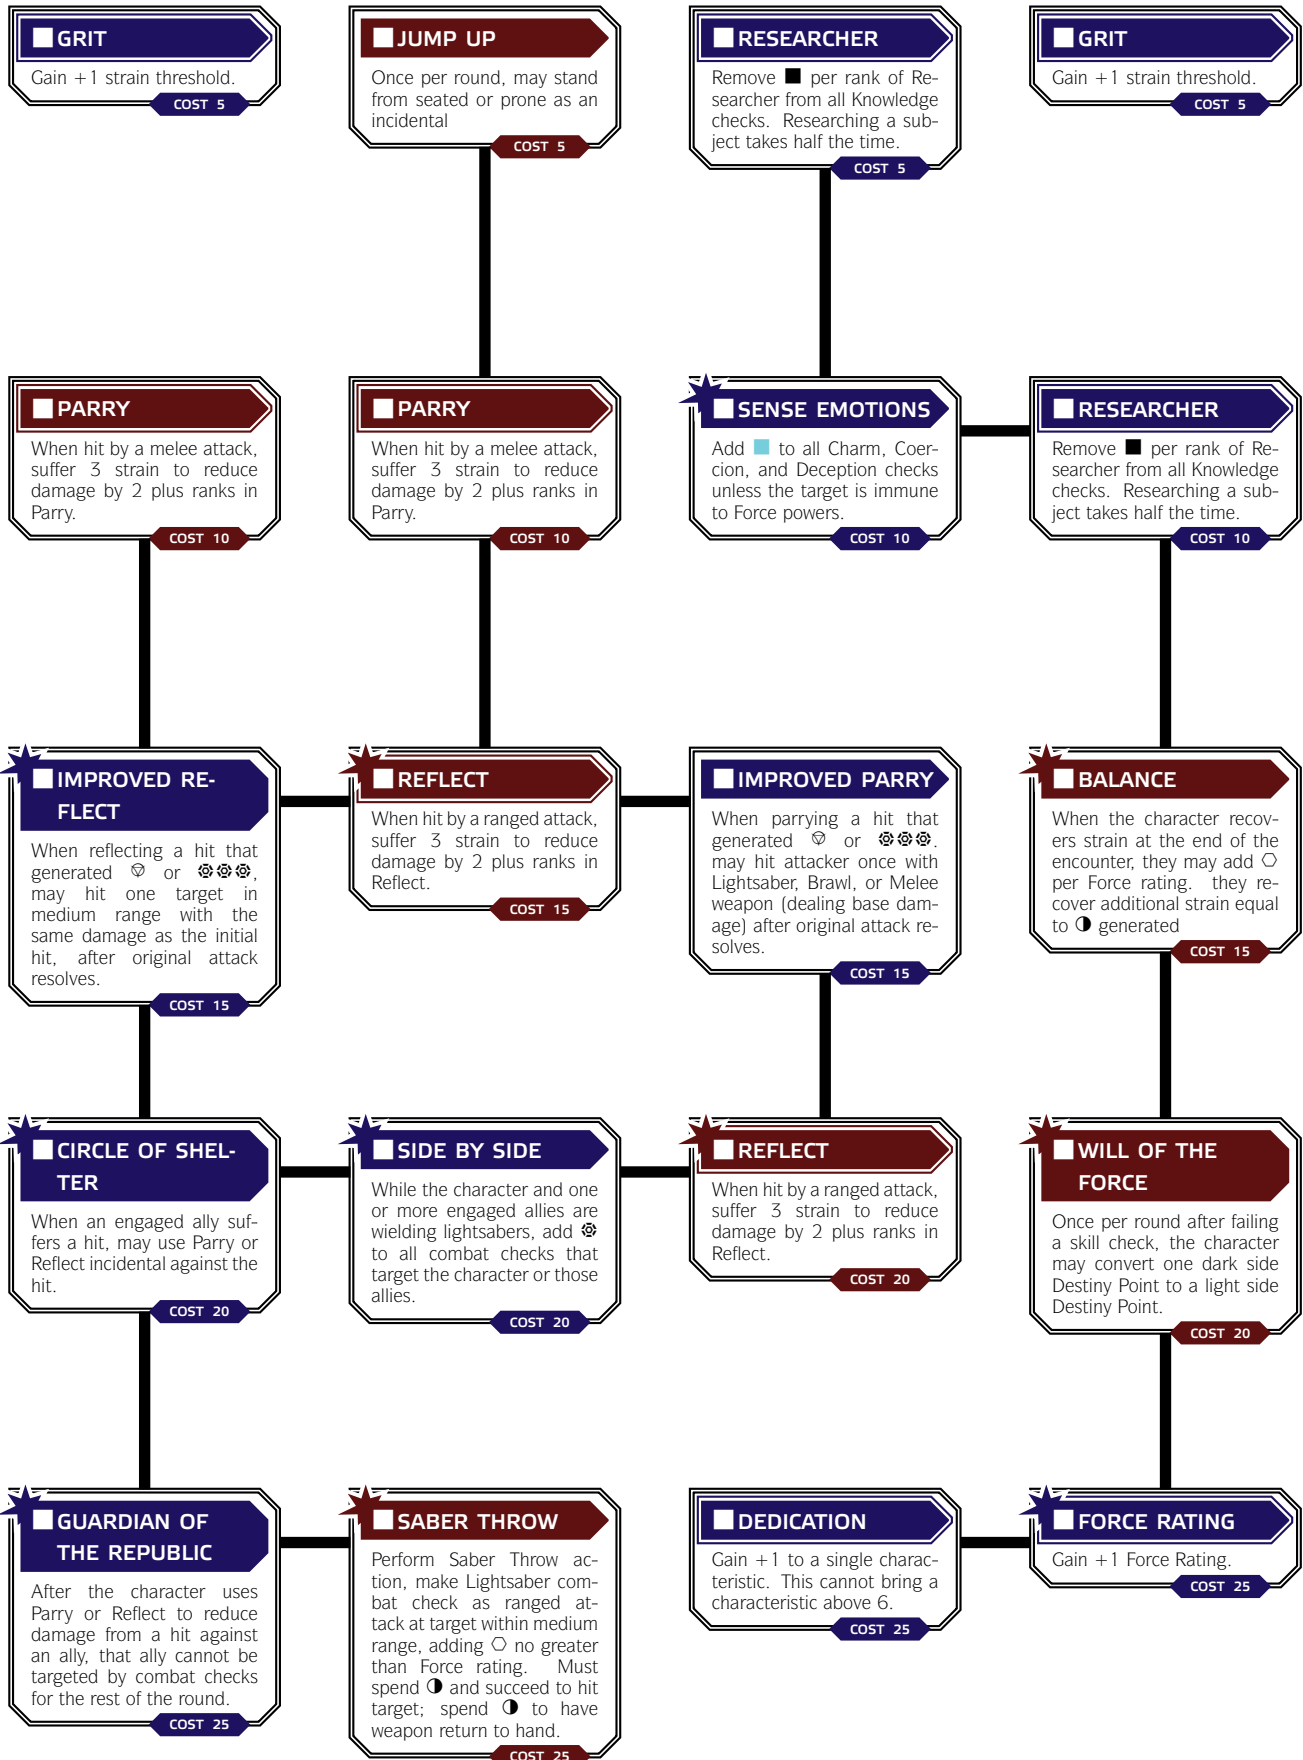 GRIT
Gain +1 strain threshold.
COST 5
JUMP UP
Once per round, may stand
from seated or prone as an
incidental
COST 5
RESEARCHER
Remove ■ per rank of Re-
searcher from all Knowledge
checks. Researching a sub-
ject takes half the time.
COST 5
GRIT
Gain +1 strain threshold.
COST 5
PARRY
When hit by a melee attack,
suffer 3 strain to reduce
damage by 2 plus ranks in
Parry.
COST 10
PARRY
When hit by a melee attack,
suffer 3 strain to reduce
damage by 2 plus ranks in
Parry.
COST 10
SENSE EMOTIONS
Add ■ to all Charm, Coer-
cion, and Deception checks
unless the target is immune
to Force powers.
COST 10
RESEARCHER
Remove ■ per rank of Re-
searcher from all Knowledge
checks. Researching a sub-
ject takes half the time.
COST 10
IMPROVED RE-
FLECT
When reflecting a hit that
generated or ,
may hit one target in
medium range with the
same damage as the initial
hit, after original attack
resolves.
COST 15
REFLECT
When hit by a ranged attack,
suffer 3 strain to reduce
damage by 2 plus ranks in
Reflect.
COST 15
IMPROVED PARRY
When parrying a hit that
generated or .
may hit attacker once with
Lightsaber, Brawl, or Melee
weapon (dealing base dam-
age) after original attack re-
solves.
COST 15
BALANCE
When the character recov-
ers strain at the end of the
encounter, they may add ⬡
per Force rating. they re-
cover additional strain equal
to ◑ generated
COST 15
CIRCLE OF SHEL-
TER
When an engaged ally suf-
fers a hit, may use Parry or
Reflect incidental against the
hit.
COST 20
SIDE BY SIDE
While the character and one
or more engaged allies are
wielding lightsabers, add
to all combat checks that
target the character or those
allies.
COST 20
REFLECT
When hit by a ranged attack,
suffer 3 strain to reduce
damage by 2 plus ranks in
Reflect.
COST 20
WILL OF THE
FORCE
Once per round after failing
a skill check, the character
may convert one dark side
Destiny Point to a light side
Destiny Point.
COST 20
GUARDIAN OF
THE REPUBLIC
After the character uses
Parry or Reflect to reduce
damage from a hit against
an ally, that ally cannot be
targeted by combat checks
for the rest of the round.
COST 25
SABER THROW
Perform Saber Throw ac-
tion, make Lightsaber com-
bat check as ranged at-
tack at target within medium
range, adding ⬡ no greater
than Force rating. Must
spend ◑ and succeed to hit
target; spend ◑ to have
weapon return to hand.
COST 25
DEDICATION
Gain +1 to a single charac-
teristic. This cannot bring a
characteristic above 6.
COST 25
FORCE RATING
Gain +1 Force Rating.
COST 25